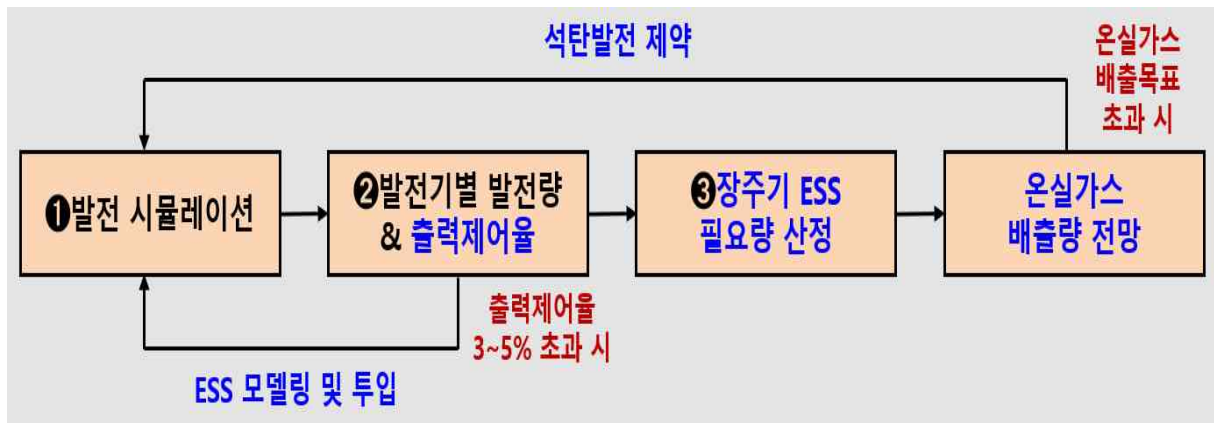 석탄발전 제약
온실가스
배출목표
초과 시
❶발전 시뮬레이션
❷발전기별 발전량
& 출력제어율
❸장주기 ESS
필요량 산정
온실가스
배출량 전망
출력제어율
3~5% 초과 시
ESS 모델링 및 투입